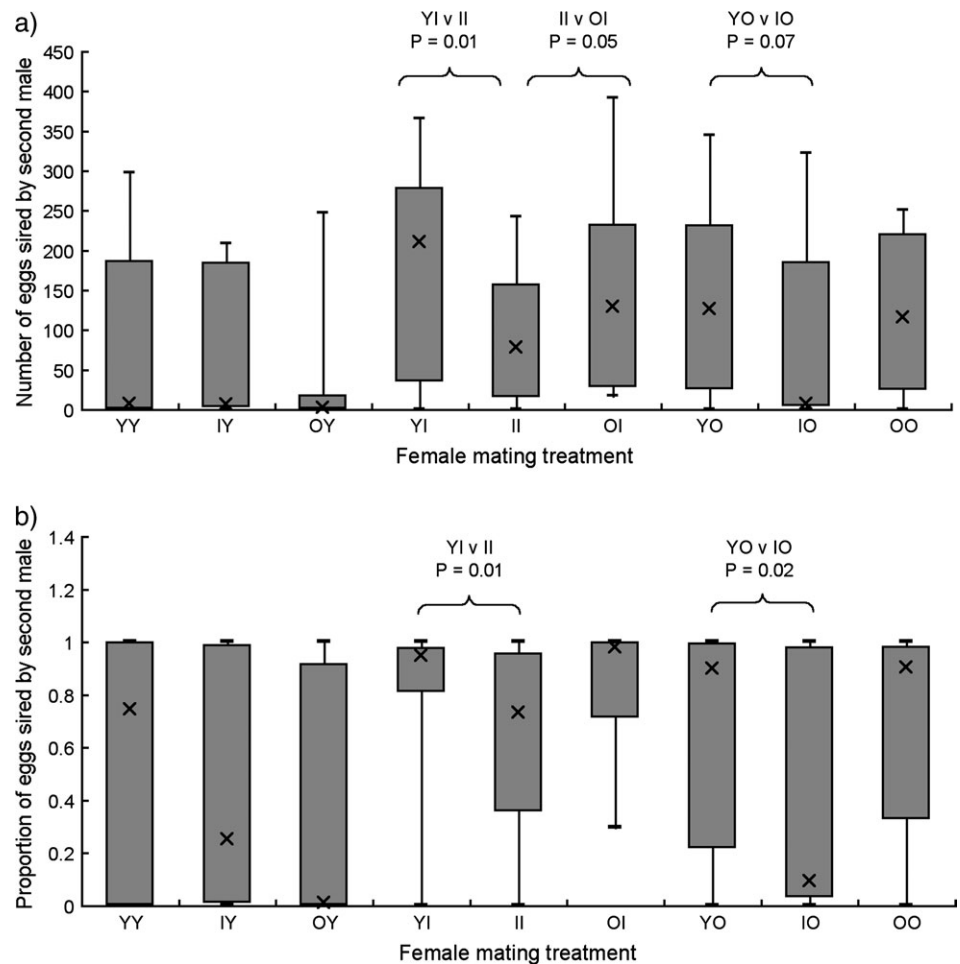 a)
YI v II
P = 0.01
II v OI
P = 0.05
YO v IO
P = 0.07
Number of eggs sired by second male
450
400
350
300
250
200
150
100
50
0
YY IY OY YI II OI YO IO OO
Female mating treatment
b)
YI v II
P = 0.01
YO v IO
P = 0.02
Proportion of eggs sired by second male
1.4
1.2
1
0.8
0.6
0.4
0.2
0
YY IY OY YI II OI YO IO OO
Female mating treatment